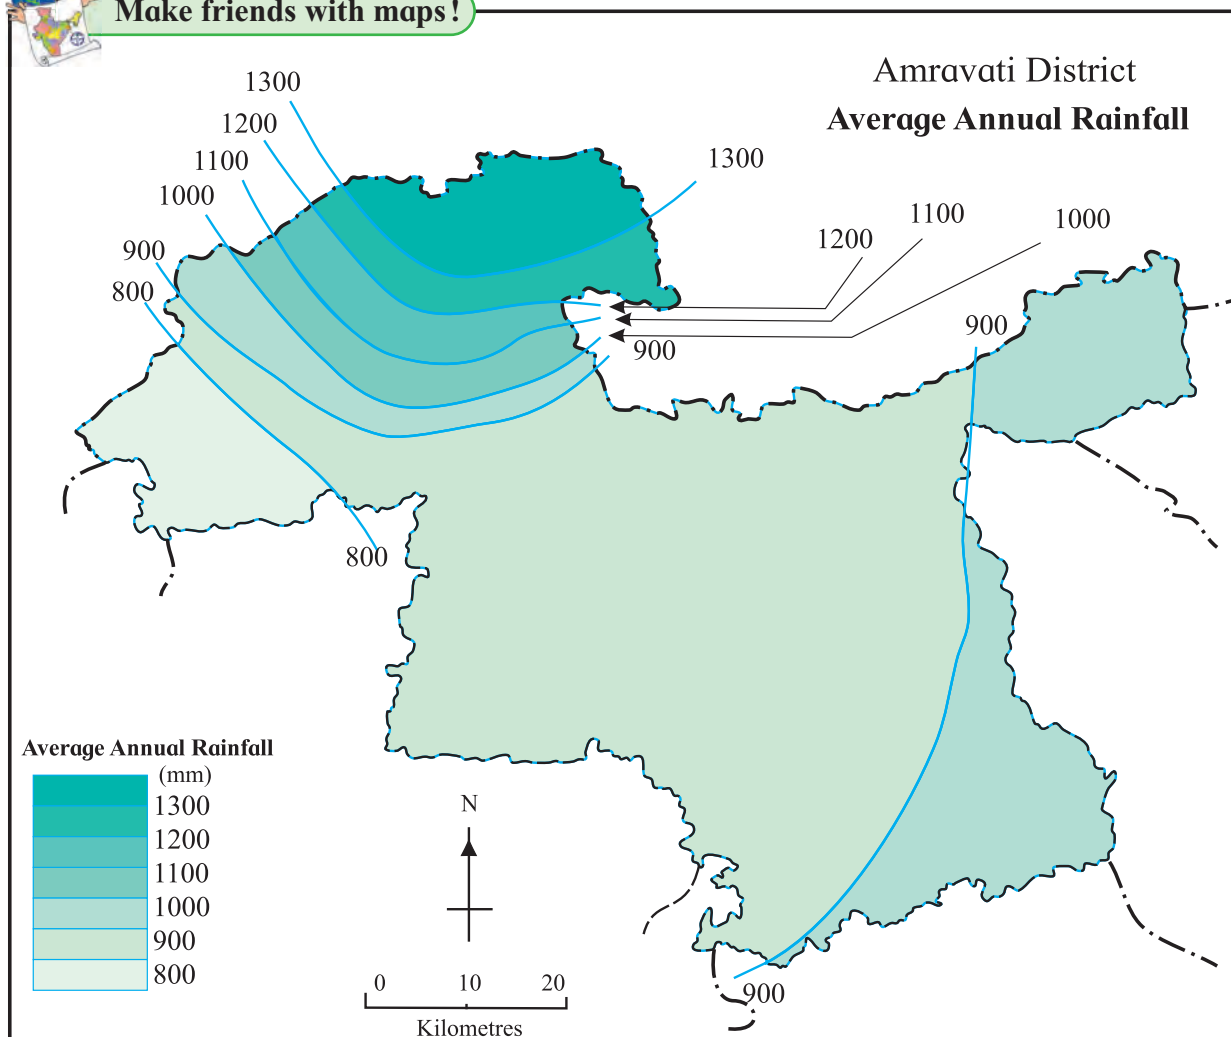 Make friends with maps!
Amravati District
Average Annual Rainfall
1300
1200
1100
1000
900
800
1300
1200
1100
1000
900
900
800
900
Average Annual Rainfall
(mm)
1300
1200
1100
1000
900
800
N
0 10 20
Kilometres